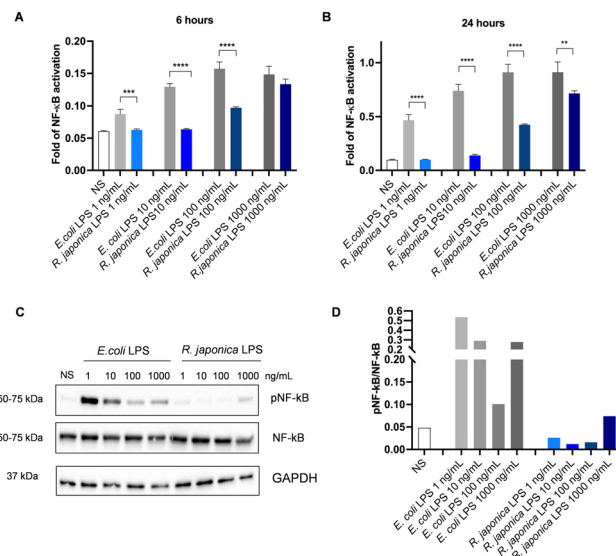 A
6 hours
Fold of NF-κB activation
0.20
0.15
0.10
0.05
0.00
****
****
***
NS
E.coli LPS 1 ng/mL
R. japonica LPS 1 ng/mL
E. coli LPS 10 ng/mL
R. japonica LPS10 ng/mL
E.coli LPS 100 ng/mL
R. japonica LPS 100 ng/mL
E.coli LPS 1000 ng/mL
R.japonica LPS 1000 ng/mL
B
24 hours
Fold of NF-κB activation
1.0
0.5
0.0
****
****
****
**
NS
E.coli LPS 1 ng/mL
R. japonica LPS 1 ng/mL
E. coli LPS 10 ng/mL
R. japonica LPS10 ng/mL
E.coli LPS 100 ng/mL
R. japonica LPS 100 ng/mL
E.coli LPS 1000 ng/mL
R.japonica LPS 1000 ng/mL
C
E.coli LPS R. japonica LPS
NS 1 10 100 1000 1 10 100 1000 ng/mL
50-75 kDa pNF-kB
50-75 kDa NF-kB
37 kDa GAPDH
D
pNF-kB/NF-kB
0.6
0.5
0.4
0.3
0.2
0.20
0.15
0.10
0.05
0.00
NS
E. coli LPS 1 ng/mL
E. coli LPS 10 ng/mL
E. coli LPS 100 ng/mL
E. coli LPS 1000 ng/mL
R. japonica LPS 1 ng/mL
R. japonica LPS 10 ng/mL
R. japonica LPS 100 ng/mL
R. japonica LPS 1000 ng/mL